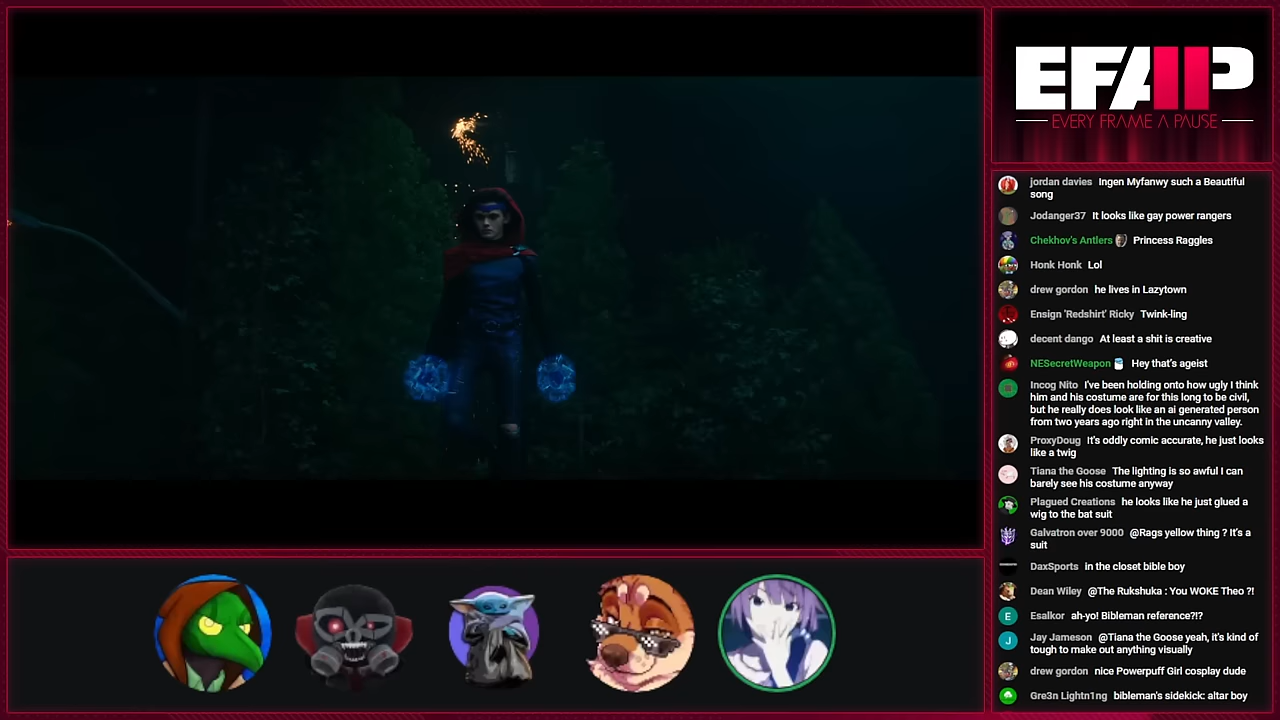 EFAP
EVERY FRAME A PAUSE
jordan davies Ingen Myfanwy such a Beautiful
song
Jodanger37 It looks like gay power rangers
Chekhov's Antlers Princess Raggles
Honk Honk Lol
drew gordon he lives in Lazytown
Ensign 'Redshirt' Ricky Twink-ling
decent dango At least a shit is creative
NESecretWeapon Hey that's ageist
Incog Nito I've been holding onto how ugly I think
him and his costume are for this long to be civil,
but he really does look like an ai generated person
from two years ago right in the uncanny valley.
ProxyDoug It's oddly comic accurate, he just looks
like a twig
Tiana the Goose The lighting is so awful I can
barely see his costume anyway
Plagued Creations he looks like he just glued a
wig to the bat suit
Galvatron over 9000 @Rags yellow thing ? It's a
suit
DaxSports in the closet bible boy
Dean Wiley @The Rukshuka : You WOKE Theo ?!
E
Esalkor ah-yo! Bibleman reference?!?
J
Jay Jameson @Tiana the Goose yeah, it's kind of
tough to make out anything visually
drew gordon nice Powerpuff Girl cosplay dude
Gre3n Lightn1ng bibleman's sidekick: altar boy